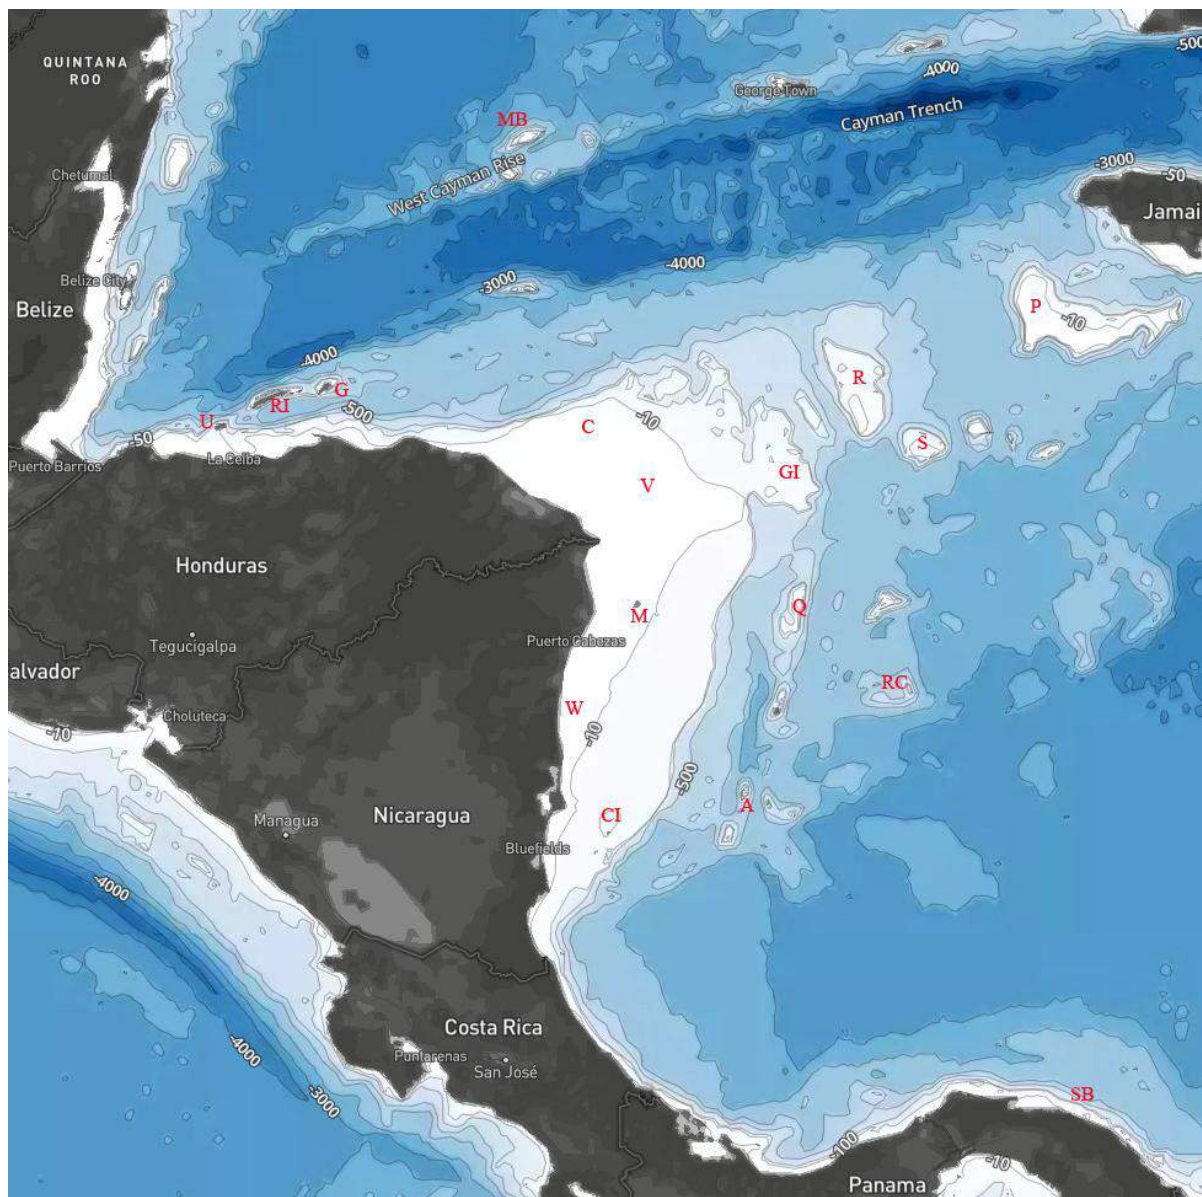 -500
QUINTANA
ROO
-4000
George Town
Cayman Trench
MB
West Cayman Rise
-3000
-50
Chetumal
Jamai
Belize City
-4000
-3000
Belize
P
-10
-4000
R
G
RI
-500
-10
U
C
-50
S
La Ceiba
Puerto Barrios
GI
V
Honduras
Q
M
Puerto Cabezas
Tegucigalpa
alvador
RC
W
Choluteca
-10
-10
-500
A
CI
Nicaragua
Managua
Bluefields
-4000
Costa Rica
-4000
Puntarenas
San José
-3000
SB
-100
-10
Panama